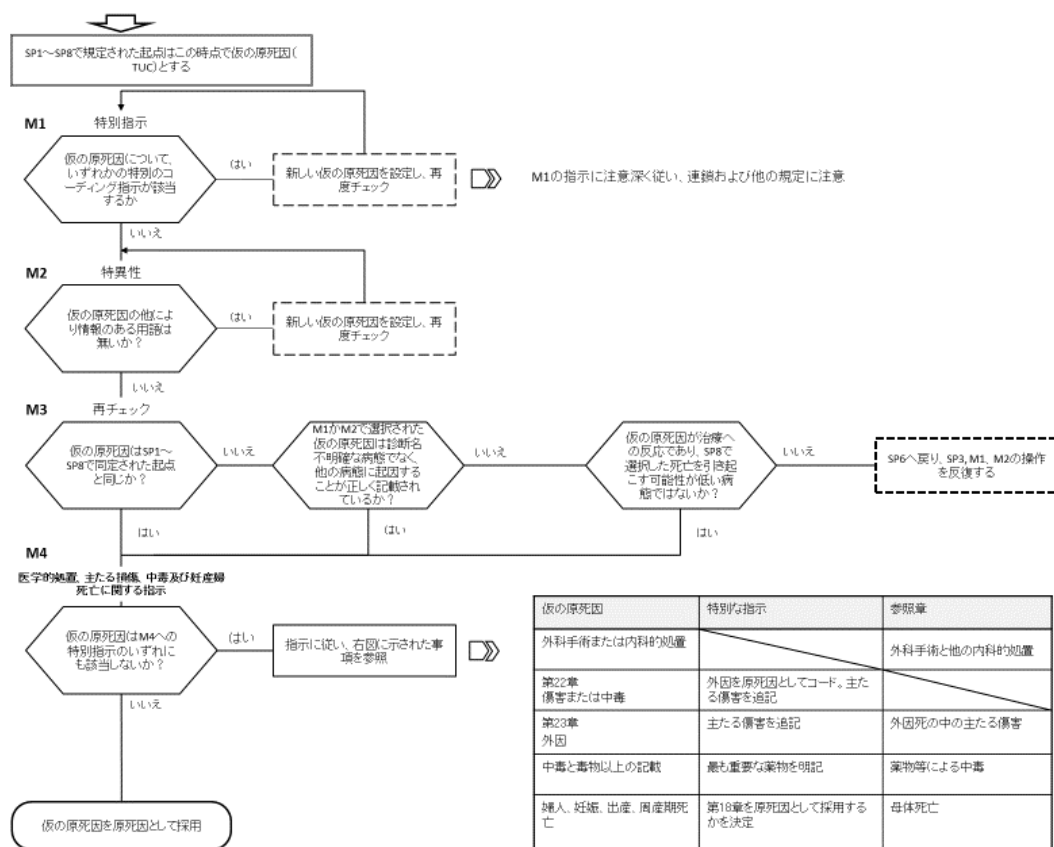 SP1～SP8で規定された起点はこの時点で仮の原死因(
TUC)とする
M1
特別指示
仮の原死因について、
いずれかの特別のコ
ーディング指示が該当
するか
はい
新しい仮の原死因を設定し、再
度チェック
M1の指示に注意深く従い、連鎖および他の規定に注意
いいえ
M2
特異性
仮の原死因の他によ
り情報のある用語は
無いか？
はい
新しい仮の原死因を設定し、再
度チェック
いいえ
M3
再チェック
仮の原死因はSP1～
SP8で同定された起点
と同じか？
いいえ
M1かM2で選択された
仮の原死因は診断名
不明確な病態でなく、
他の病態に起因する
ことが正しく記載され
ているか？
いいえ
仮の原死因が治療へ
の反応であり、SP8で
選択した死亡を引き起
こす可能性が低い病
態ではないか？
いいえ
SP6へ戻り、SP3, M1、M2の操作
を反復する
はい
はい
はい
M4
医学的処置、主たる損傷、中毒及び妊産婦
死亡に関する指示
仮の原死因はM4への
特別指示のいずれに
も該当しないか？
はい
指示に従い、右図に示された事
項を参照
いいえ
仮の原死因を原死因として採用
仮の原死因
特別な指示
参照章
外科手術または内科的処置
外科手術と他の内科的処置
第22章
傷害または中毒
外因を原死因としてコード。主た
る傷害を追記
第23章
外因
主たる傷害を追記
外因死の中の主たる傷害
中毒と毒物以上の記載
最も重要な薬物を明記
薬物等による中毒
婦人、妊娠、出産、周産期死
亡
第18章を原死因として採用する
かを決定
母体死亡